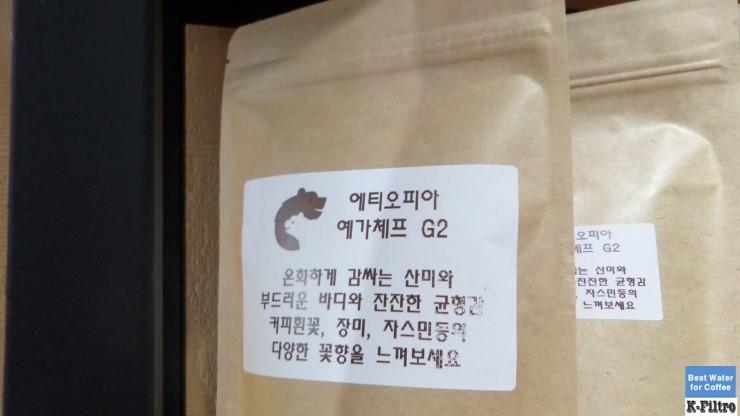 에티오피아
예가체프 G2
온화하게 감싸는 산미와
부드러운 바디와 잔잔한 균형감
커피흰꽃, 장미, 자스민등의
다양한 꽃향을 느껴보세요
오피아
체프 G2
는 산미와
잔잔한 균형감
자스민등의
느껴보세요
Best Water
for Coffee
K-Filtro